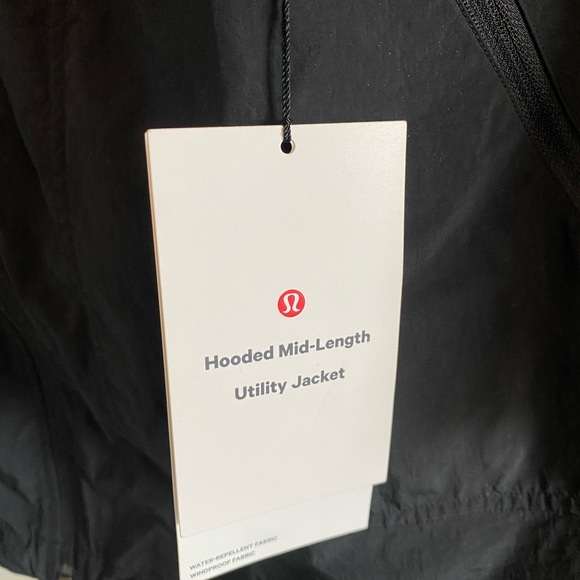 Hooded Mid-Length
Utility Jacket
WATER-REPELLENT FABRIC
WINDPROOF FABRIC